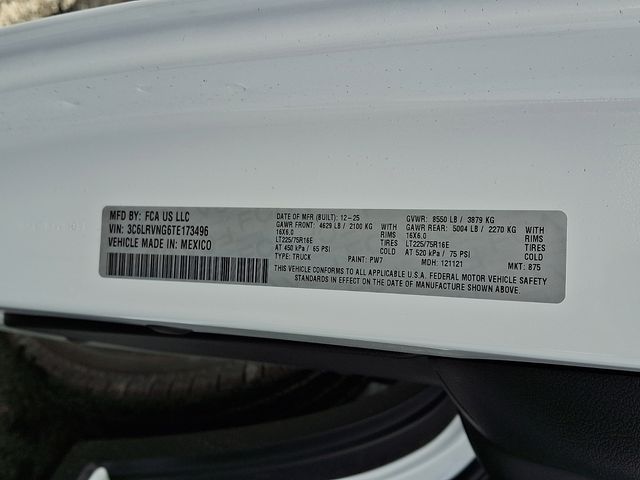 MFD BY: FCA US LLC
VIN: 3C6LRVNG6TE173496
VEHICLE MADE IN: MEXICO
DATE OF MFR (BUILT): 12-25
GAWR FRONT: 4629 LB / 2100 KG WITH
16X6.0 RIMS
LT225/75R16E TIRES
AT 450 kPa / 65 PSI COLD
TYPE: TRUCK PAINT: PW7
GVWR: 8550 LB / 3879 KG
GAWR REAR: 5004 LB / 2270 KG WITH
16X6.0 RIMS
LT225/75R16E TIRES
AT 520 kPa / 75 PSI COLD
MDH: 121121 MKT: 875
THIS VEHICLE CONFORMS TO ALL APPLICABLE U.S.A. FEDERAL MOTOR VEHICLE SAFETY
STANDARDS IN EFFECT ON THE DATE OF MANUFACTURE SHOWN ABOVE.